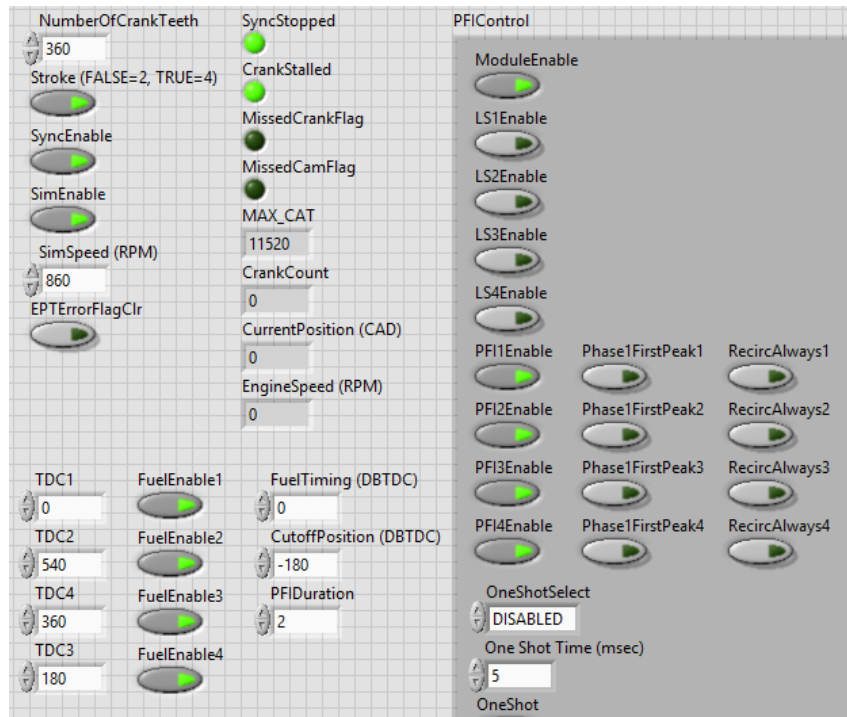 NumberOfCrankTeeth
360
Stroke (FALSE=2, TRUE=4)
SyncEnable
SimEnable
SimSpeed (RPM)
860
EPTErrorFlagClr
SyncStopped
CrankStalled
MissedCrankFlag
MissedCamFlag
MAX_CAT
11520
CrankCount
0
CurrentPosition (CAD)
0
EngineSpeed (RPM)
0
TDC1
0
TDC2
540
TDC4
360
TDC3
180
FuelEnable1
FuelEnable2
FuelEnable3
FuelEnable4
FuelTiming (DBTDC)
0
CutoffPosition (DBTDC)
-180
PFIDuration
2
PFIControl
ModuleEnable
LS1Enable
LS2Enable
LS3Enable
LS4Enable
PFI1Enable Phase1FirstPeak1 RecircAlways1
PFI2Enable Phase1FirstPeak2 RecircAlways2
PFI3Enable Phase1FirstPeak3 RecircAlways3
PFI4Enable Phase1FirstPeak4 RecircAlways4
OneShotSelect
DISABLED
One Shot Time (msec)
5
OneShot